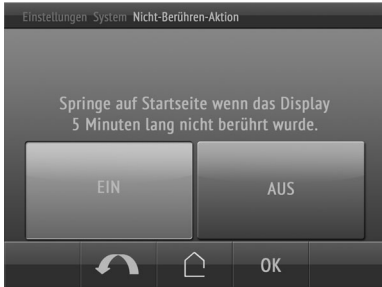 Einstellungen System Nicht-Berühren-Aktion
Springe auf Startseite wenn das Display
5 Minuten lang nicht berührt wurde.
EIN AUS
OK